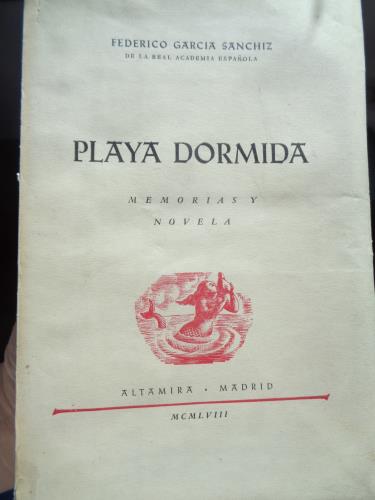 FEDERICO GARCIA SANCHIZ
DE LA REAL ACADEMIA ESPAÑOLA
PLAYA DORMIDA
MEMORIAS Y
NOVELA
ALTAMIRA • MADRID
MCMLVIII